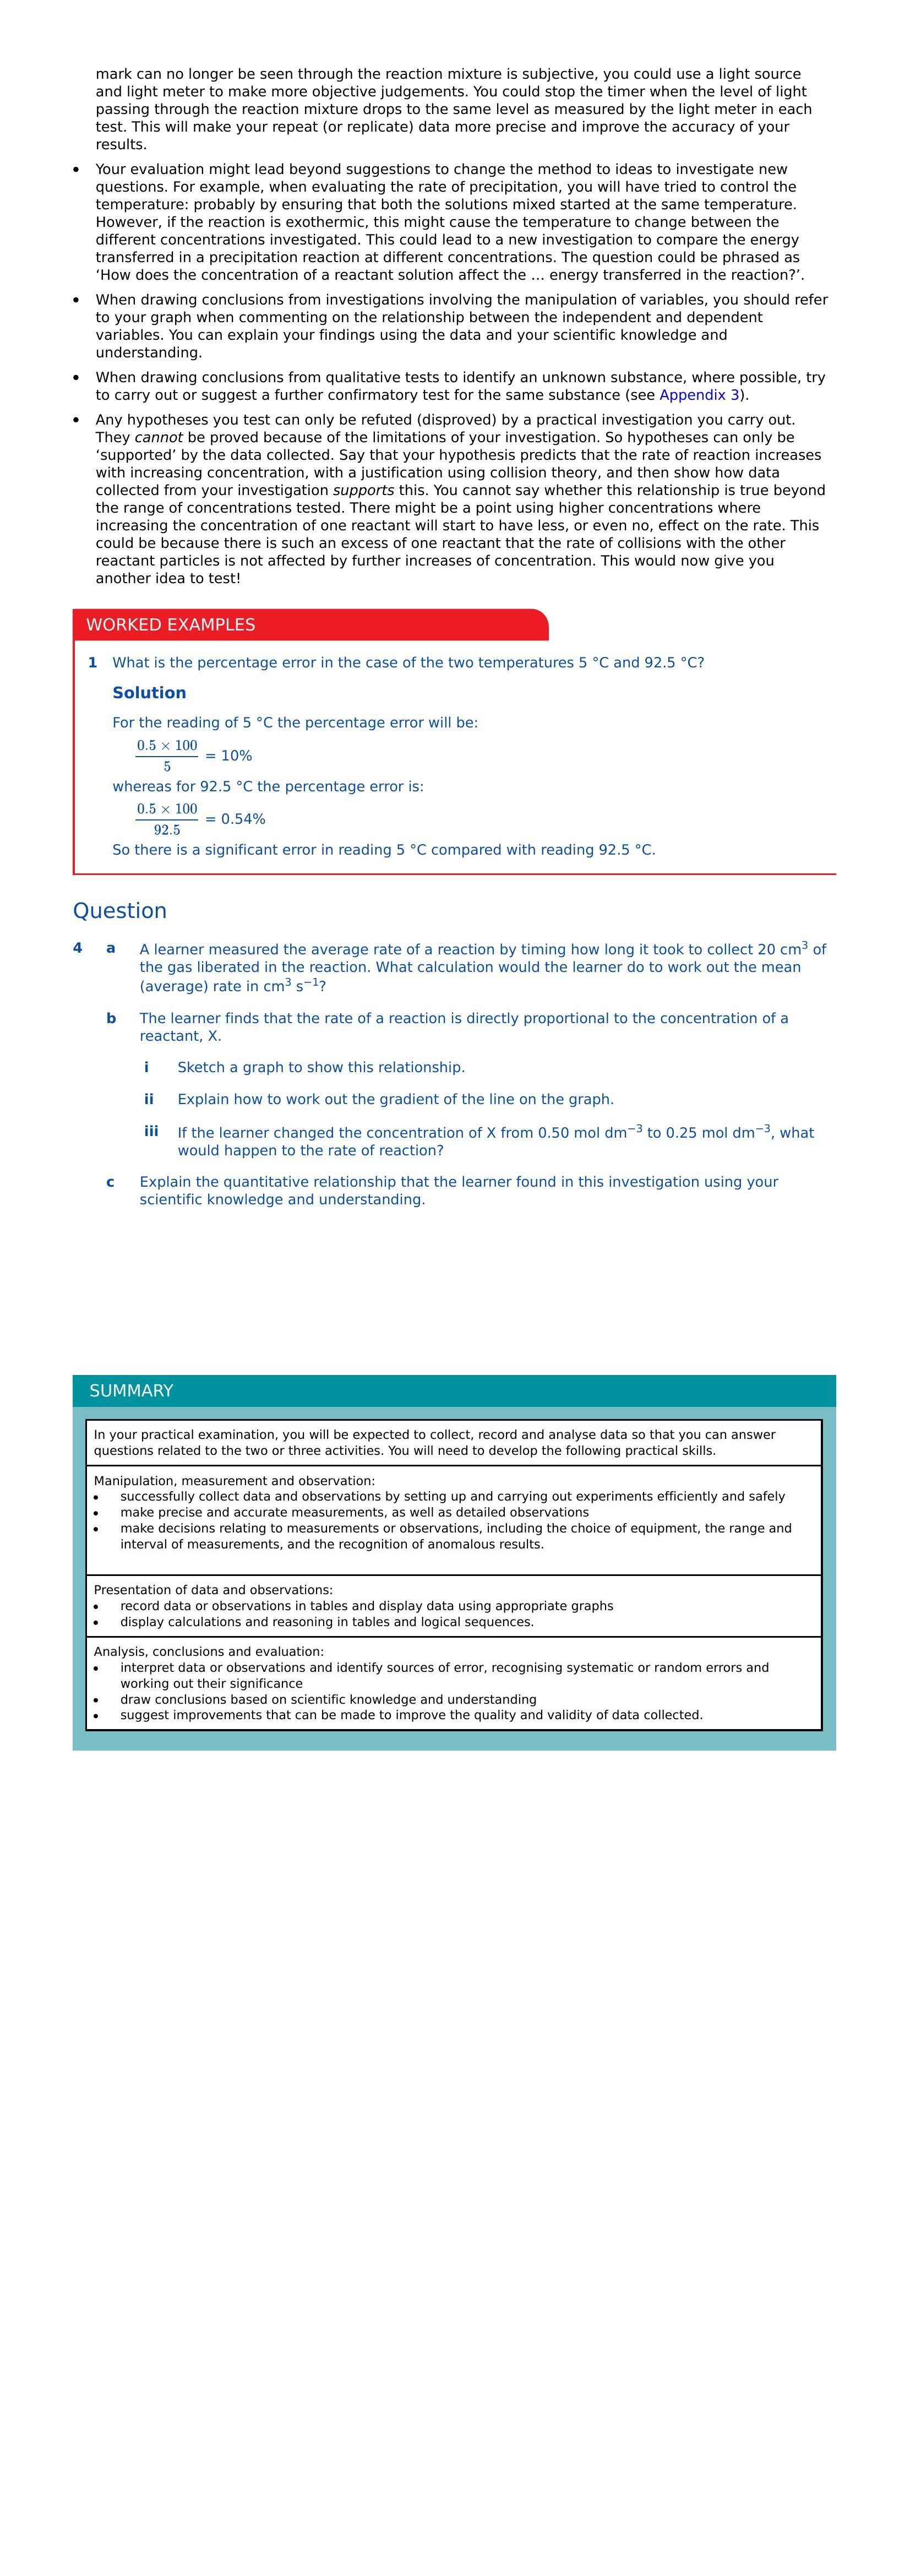 mark can no longer be seen through the reaction mixture is subjective, you could use a light source
and light meter to make more objective judgements. You could stop the timer when the level of light
passing through the reaction mixture drops to the same level as measured by the light meter in each
test. This will make your repeat (or replicate) data more precise and improve the accuracy of your
results.
• Your evaluation might lead beyond suggestions to change the method to ideas to investigate new
questions. For example, when evaluating the rate of precipitation, you will have tried to control the
temperature: probably by ensuring that both the solutions mixed started at the same temperature.
However, if the reaction is exothermic, this might cause the temperature to change between the
different concentrations investigated. This could lead to a new investigation to compare the energy
transferred in a precipitation reaction at different concentrations. The question could be phrased as
‘How does the concentration of a reactant solution affect the … energy transferred in the reaction?’.
• When drawing conclusions from investigations involving the manipulation of variables, you should refer
to your graph when commenting on the relationship between the independent and dependent
variables. You can explain your findings using the data and your scientific knowledge and
understanding.
• When drawing conclusions from qualitative tests to identify an unknown substance, where possible, try
to carry out or suggest a further confirmatory test for the same substance (see Appendix 3).
• Any hypotheses you test can only be refuted (disproved) by a practical investigation you carry out.
They cannot be proved because of the limitations of your investigation. So hypotheses can only be
‘supported’ by the data collected. Say that your hypothesis predicts that the rate of reaction increases
with increasing concentration, with a justification using collision theory, and then show how data
collected from your investigation supports this. You cannot say whether this relationship is true beyond
the range of concentrations tested. There might be a point using higher concentrations where
increasing the concentration of one reactant will start to have less, or even no, effect on the rate. This
could be because there is such an excess of one reactant that the rate of collisions with the other
reactant particles is not affected by further increases of concentration. This would now give you
another idea to test!
WORKED EXAMPLES
1 What is the percentage error in the case of the two temperatures 5 °C and 92.5 °C?
Solution
For the reading of 5 °C the percentage error will be:
0.5 × 100
= 10%
5
whereas for 92.5 °C the percentage error is:
0.5 × 100
= 0.54%
92.5
So there is a significant error in reading 5 °C compared with reading 92.5 °C.
Question
4 a A learner measured the average rate of a reaction by timing how long it took to collect 20 cm³ of
the gas liberated in the reaction. What calculation would the learner do to work out the mean
(average) rate in cm³ s⁻¹?
b The learner finds that the rate of a reaction is directly proportional to the concentration of a
reactant, X.
i Sketch a graph to show this relationship.
ii Explain how to work out the gradient of the line on the graph.
iii If the learner changed the concentration of X from 0.50 mol dm⁻³ to 0.25 mol dm⁻³, what
would happen to the rate of reaction?
c Explain the quantitative relationship that the learner found in this investigation using your
scientific knowledge and understanding.
SUMMARY
In your practical examination, you will be expected to collect, record and analyse data so that you can answer
questions related to the two or three activities. You will need to develop the following practical skills.
Manipulation, measurement and observation:
• successfully collect data and observations by setting up and carrying out experiments efficiently and safely
• make precise and accurate measurements, as well as detailed observations
• make decisions relating to measurements or observations, including the choice of equipment, the range and
interval of measurements, and the recognition of anomalous results.
Presentation of data and observations:
• record data or observations in tables and display data using appropriate graphs
• display calculations and reasoning in tables and logical sequences.
Analysis, conclusions and evaluation:
• interpret data or observations and identify sources of error, recognising systematic or random errors and
working out their significance
• draw conclusions based on scientific knowledge and understanding
• suggest improvements that can be made to improve the quality and validity of data collected.